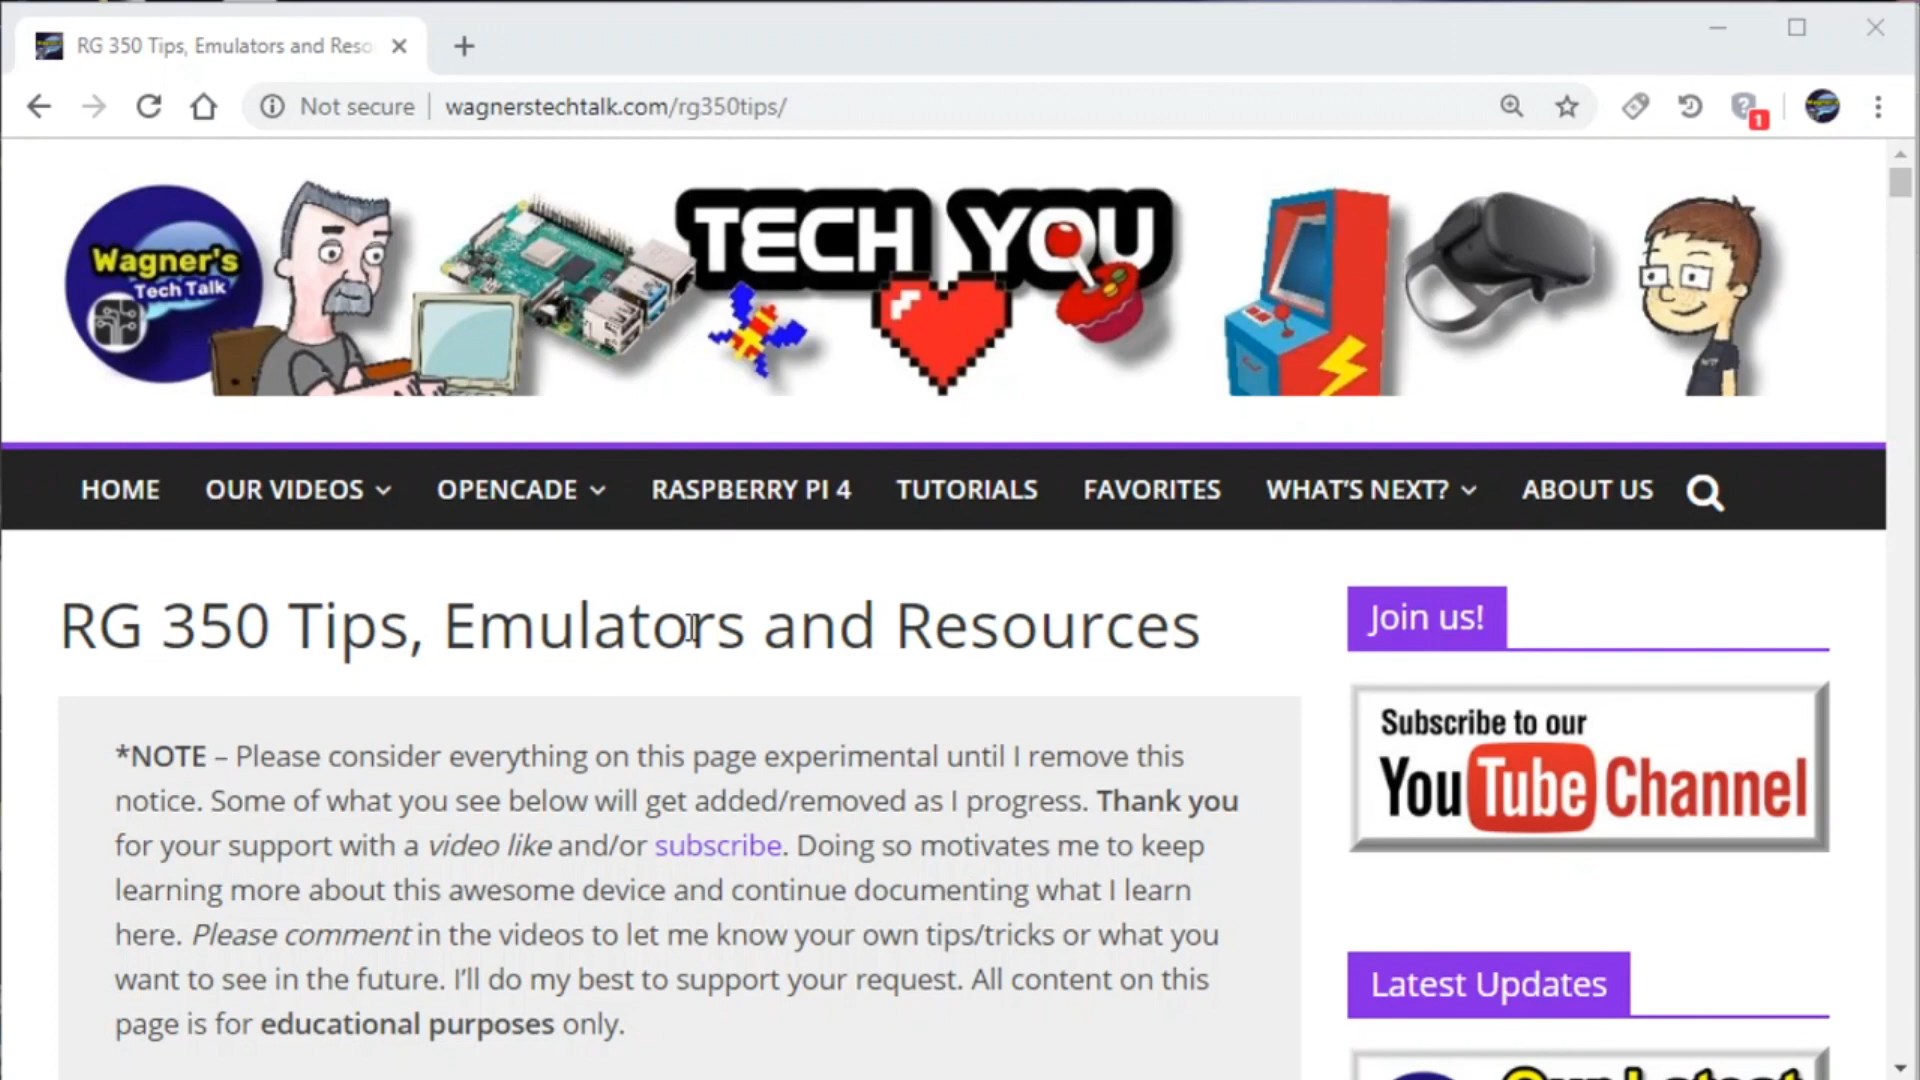 RG 350 Tips, Emulators and Reso
Not secure
wagnerstechtalk.com/rg350tips/
1
Wagner's
Tech Talk
TECH YOU
HOME
OUR VIDEOS
OPENCADE
RASPBERRY PI 4
TUTORIALS
FAVORITES
WHAT'S NEXT?
ABOUT US
RG 350 Tips, Emulators and Resources
*NOTE – Please consider everything on this page experimental until I remove this
notice. Some of what you see below will get added/removed as I progress. Thank you
for your support with a video like and/or subscribe. Doing so motivates me to keep
learning more about this awesome device and continue documenting what I learn
here. Please comment in the videos to let me know your own tips/tricks or what you
want to see in the future. I'll do my best to support your request. All content on this
page is for educational purposes only.
Join us!
Subscribe to our
YouTube Channel
Latest Updates
Our Latest